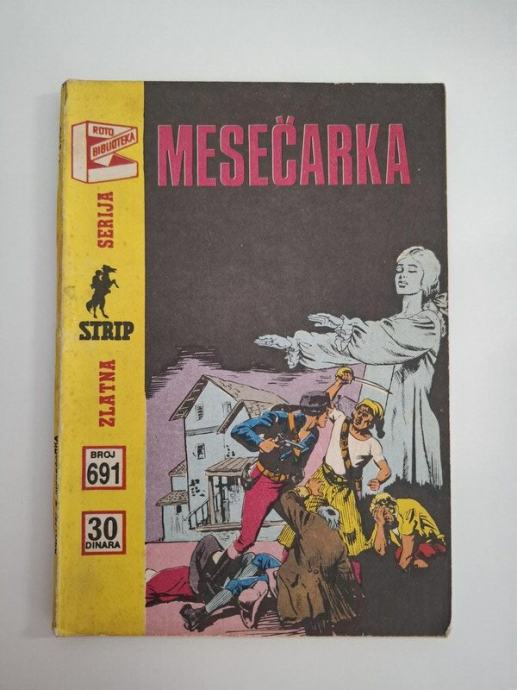 ROTO
BIBLIOTEKA
MESEČARKA
ZLATNA STRIP SERIJA
BROJ
691
30
DINARA